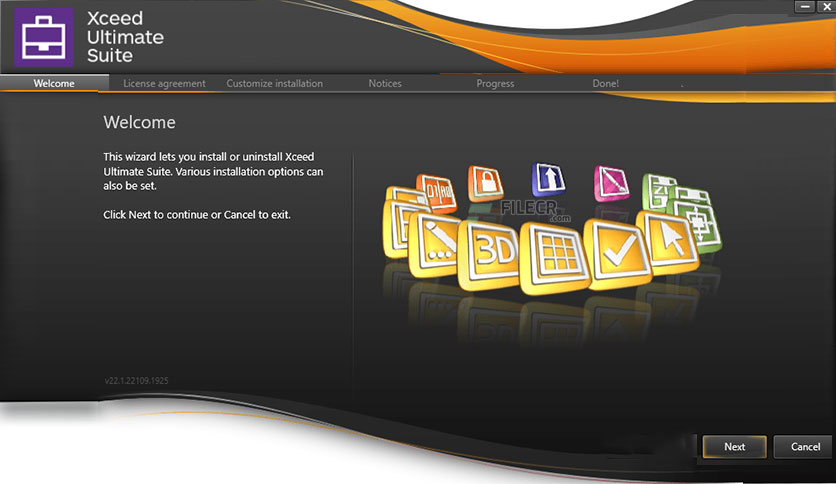 Xceed
Ultimate
Suite
Welcome
License agreement
Customize installation
Notices
Progress
Done!
Welcome
This wizard lets you install or uninstall Xceed
Ultimate Suite. Various installation options can
also be set.
Click Next to continue or Cancel to exit.
FILECR
.com
3D
v22.1.22109.1925
Next
Cancel